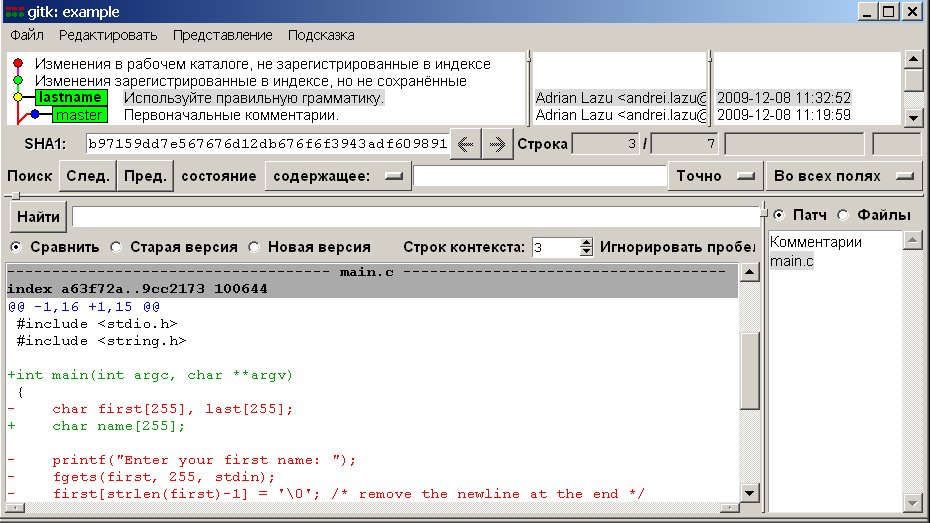 gitk: example
Файл Редактировать Представление Подсказка
Изменения в рабочем каталоге, не зарегистрированные в индексе
Изменения зарегистрированные в индексе, но не сохранённые
lastname Используйте правильную грамматику. Adrian Lazu <andrei.lazu@ 2009-12-08 11:32:52
master Первоначальные комментарии. Adrian Lazu <andrei.lazu@ 2009-12-08 11:19:59
SHA1: b97159dd7e567676d12db676f6f3943adf609891 Строка 3 / 7
Поиск След. Пред. состояние содержащее: Точно Во всех полях
Найти Патч Файлы
Сравнить Старая версия Новая версия Строк контекста: 3 Игнорировать пробел
Комментарии
main.c
---------------------------------- main.c ----------------------------------
index a63f72a..9cc2173 100644
@@ -1,16 +1,15 @@
#include <stdio.h>
#include <string.h>
+int main(int argc, char **argv)
{
-    char first[255], last[255];
+    char name[255];
-    printf("Enter your first name: ");
-    fgets(first, 255, stdin);
-    first[strlen(first)-1] = '\0'; /* remove the newline at the end */